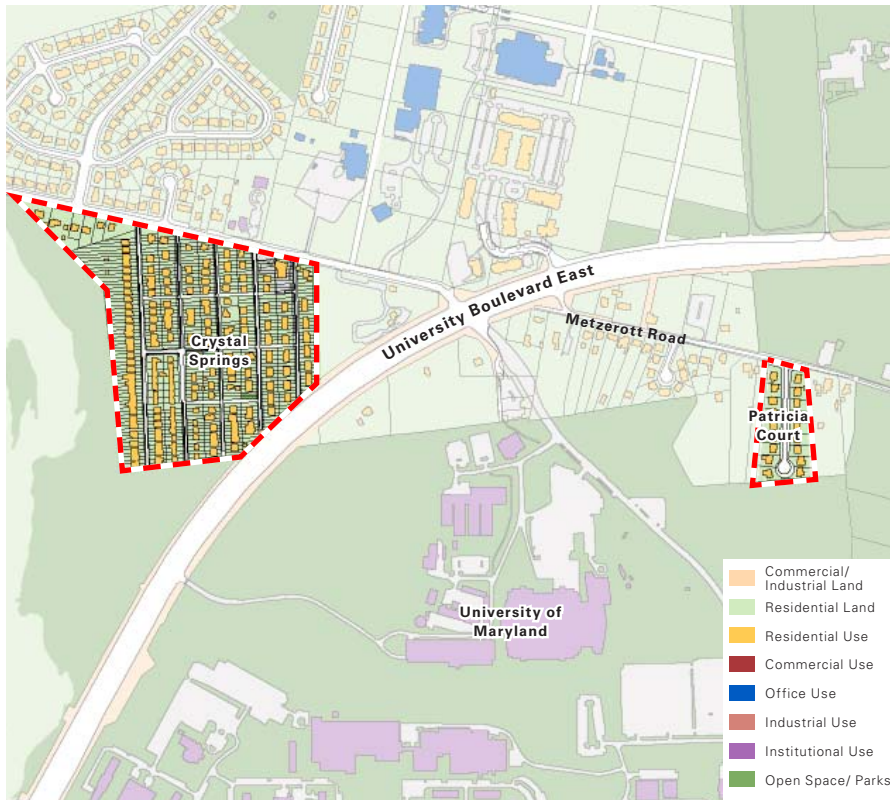 University Boulevard East
Metzerott Road
Crystal
Springs
Patricia
Court
University of
Maryland
Commercial/
Industrial Land
Residential Land
Residential Use
Commercial Use
Office Use
Industrial Use
Institutional Use
Open Space/ Parks